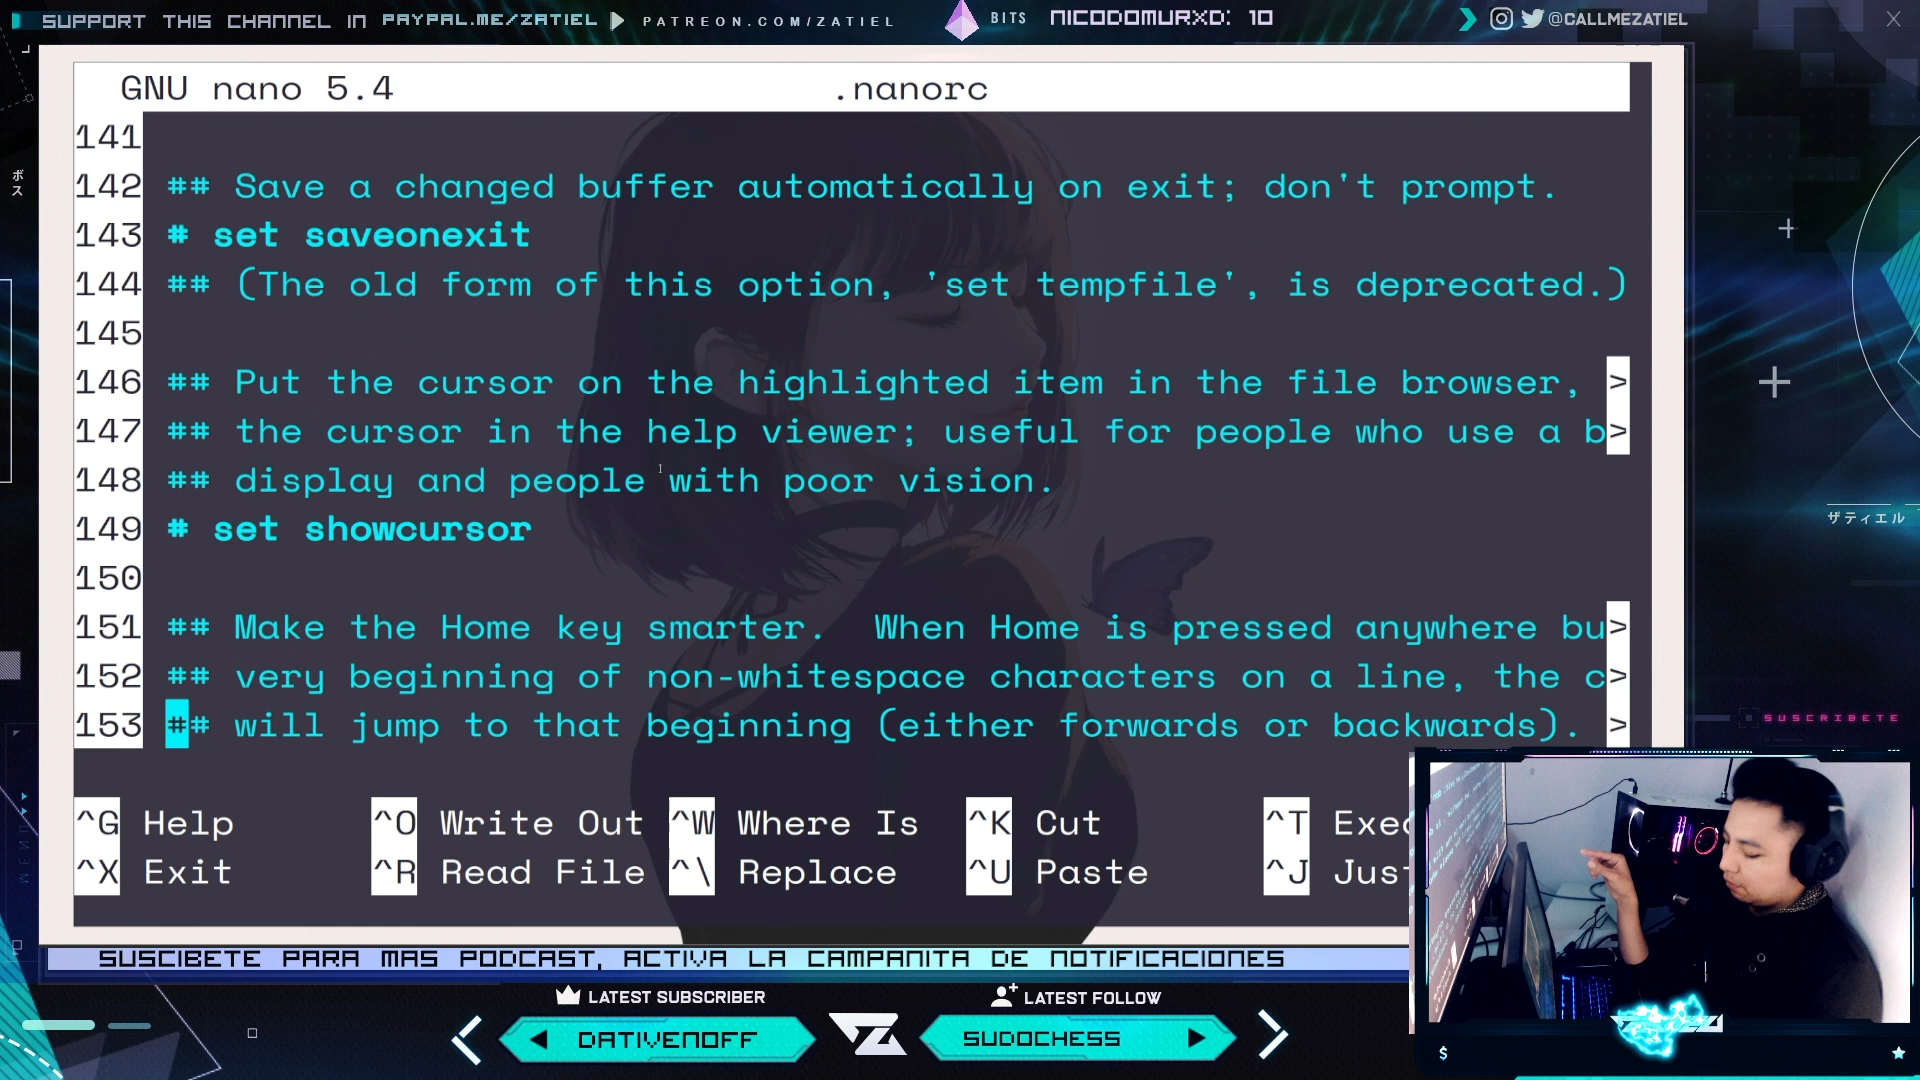 SUPPORT THIS CHANNEL IN PAYPAL.ME/ZATIEL PATREON.COM/ZATIEL BITS NICODOMURXD: 10 @CALLMEZATIEL
GNU nano 5.4 .nanorc
141
142 ## Save a changed buffer automatically on exit; don't prompt.
143 # set saveonexit
144 ## (The old form of this option, 'set tempfile', is deprecated.)
145
146 ## Put the cursor on the highlighted item in the file browser, >
147 ## the cursor in the help viewer; useful for people who use a b>
148 ## display and people with poor vision.
149 # set showcursor
150
151 ## Make the Home key smarter.  When Home is pressed anywhere bu>
152 ## very beginning of non-whitespace characters on a line, the c>
153 ## will jump to that beginning (either forwards or backwards). >
^G Help ^O Write Out ^W Where Is ^K Cut ^T Exec
^X Exit ^R Read File ^\ Replace ^U Paste ^J Just
ボス
ザティエル
SUSCRIBETE
MENU
SUSCIBETE PARA MAS PODCAST, ACTIVA LA CAMPANITA DE NOTIFICACIONES
LATEST SUBSCRIBER LATEST FOLLOW
DATIVENOFF SUDOCHESS
$